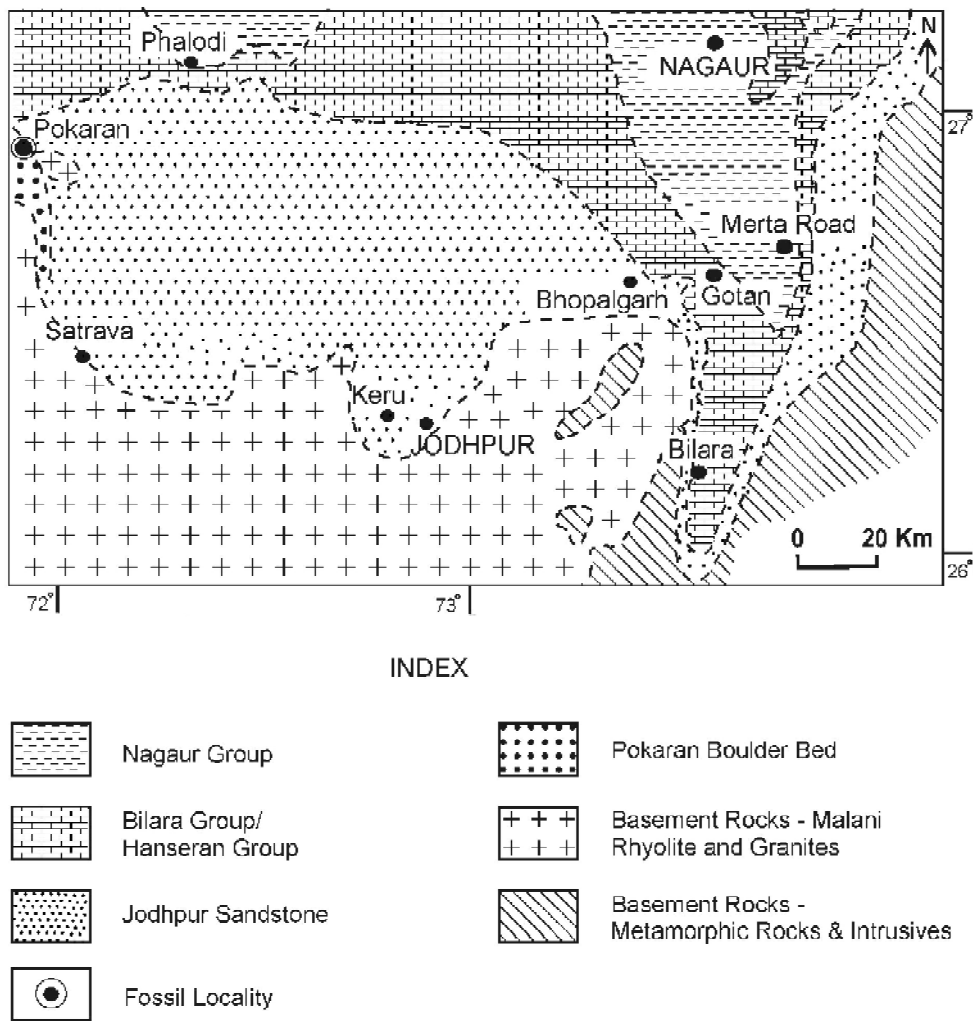 Phalodi
NAGAUR
N
27°
Pokaran
Merta Road
Bhopalgarh
Gotan
Satrava
Keru
JODHPUR
Bilara
0 20 Km
26°
72°
73°
INDEX
Nagaur Group
Pokaran Boulder Bed
Bilara Group/
Hanseran Group
Basement Rocks - Malani
Rhyolite and Granites
Jodhpur Sandstone
Basement Rocks -
Metamorphic Rocks & Intrusives
Fossil Locality